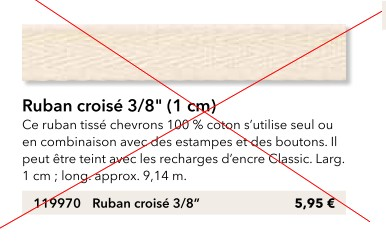 Ruban croisé 3/8" (1 cm)
Ce ruban tissé chevrons 100 % coton s’utilise seul ou
en combinaison avec des estampes et des boutons. Il
peut être teint avec les recharges d’encre Classic. Larg.
1 cm ; long. approx. 9,14 m.
119970 Ruban croisé 3/8” 5,95 €